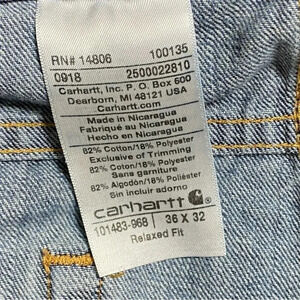 RN# 14806 100135
0918 2500022810
Carhartt, Inc. P. O. Box 600
Dearborn, MI 48121 USA
Carhartt.com
Made in Nicaragua
Fabriqué au Nicaragua
Hecho en Nicaragua
82% Cotton/18% Polyester
Exclusive of Trimming
82% Coton/18% Polyester
Sans garniture
82% Algodón/18% Poliéster
Sin incluir adorno
carhartt
101483-968 36 X 32
Relaxed Fit